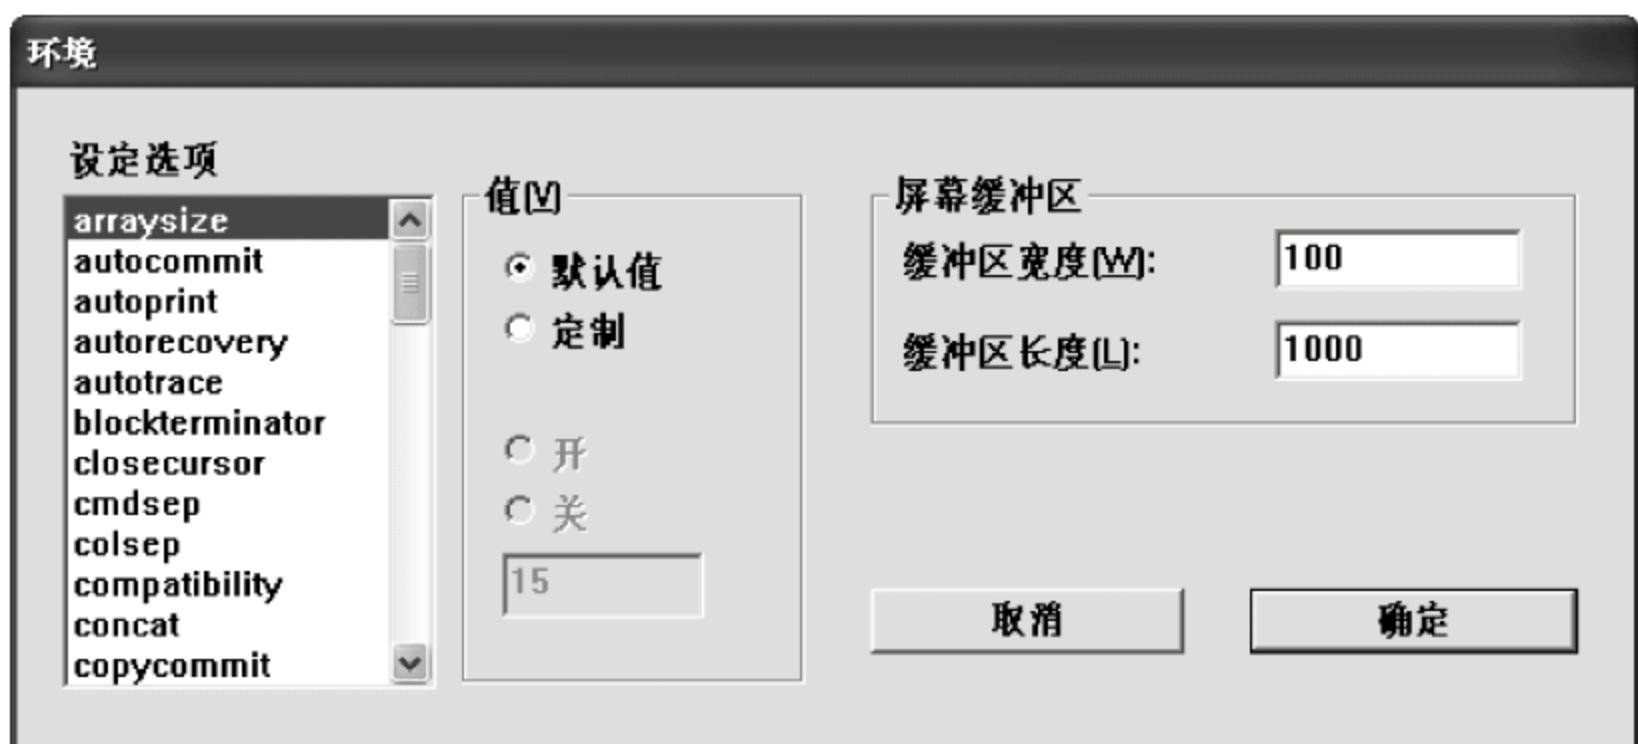 环境
设定选项
arraysize
autocommit
autoprint
autorecovery
autotrace
blockterminator
closecursor
cmdsep
colsep
compatibility
concat
copycommit
值(V)
默认值
定制
开
关
15
屏幕缓冲区
缓冲区宽度(W): 100
缓冲区长度(L): 1000
取消
确定